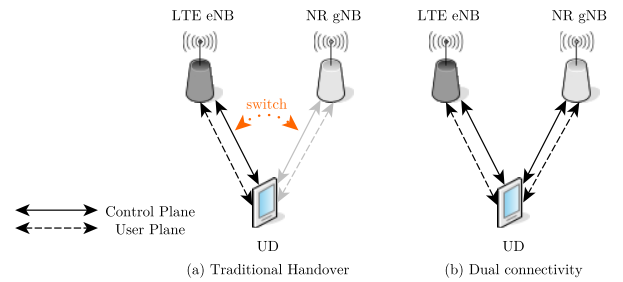 LTE eNB
NR gNB
LTE eNB
NR gNB
switch
Control Plane
User Plane
UD
UD
(a) Traditional Handover
(b) Dual connectivity